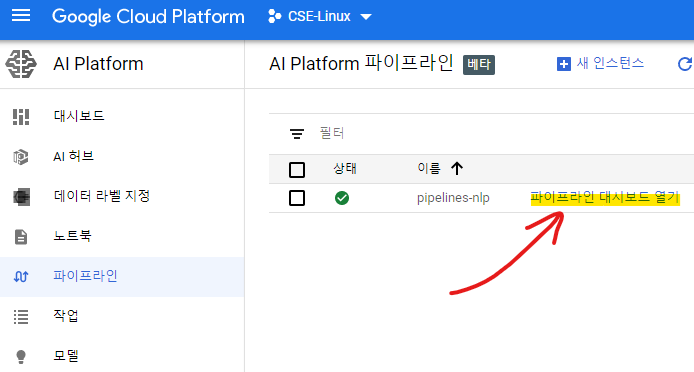 Google Cloud Platform
CSE-Linux
AI Platform
AI Platform 파이프라인 베타
새 인스턴스
대시보드
AI 허브
데이터 라벨 지정
노트북
파이프라인
작업
모델
필터
상태
이름
pipelines-nlp
파이프라인 대시보드 열기